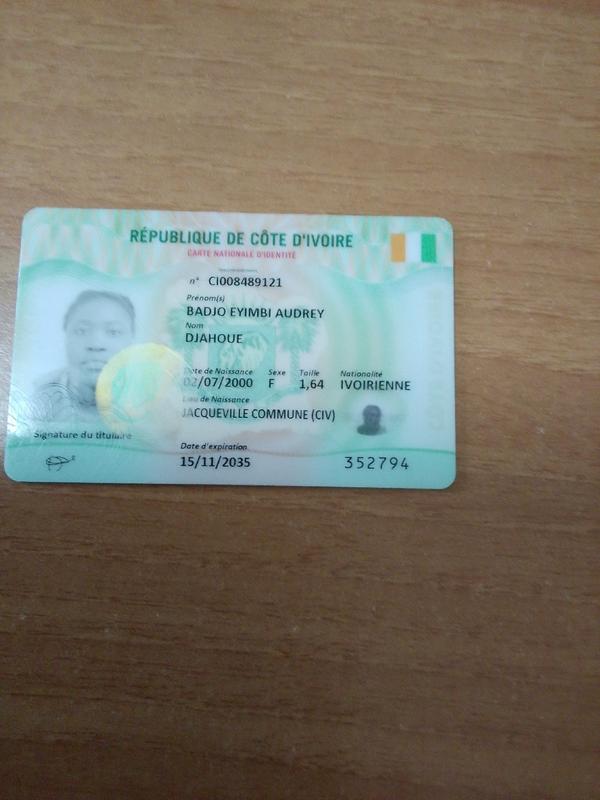 RÉPUBLIQUE DE CÔTE D'IVOIRE
CARTE NATIONALE D'IDENTITÉ
n° CI008489121
Prénom(s)
BADJO EYIMBI AUDREY
Nom
DJAHOUE
Date de Naissance Sexe Taille Nationalité
02/07/2000 F 1,64 IVOIRIENNE
Lieu de Naissance
JACQUEVILLE COMMUNE (CIV)
Signature du titulaire
Date d'expiration
15/11/2035
352794